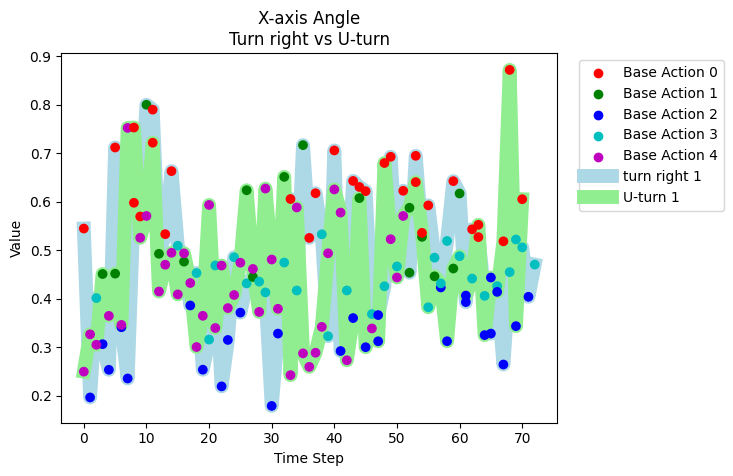 X-axis Angle
Turn right vs U-turn
Value
0.9
0.8
0.7
0.6
0.5
0.4
0.3
0.2
0 10 20 30 40 50 60 70
Time Step
Base Action 0
Base Action 1
Base Action 2
Base Action 3
Base Action 4
turn right 1
U-turn 1